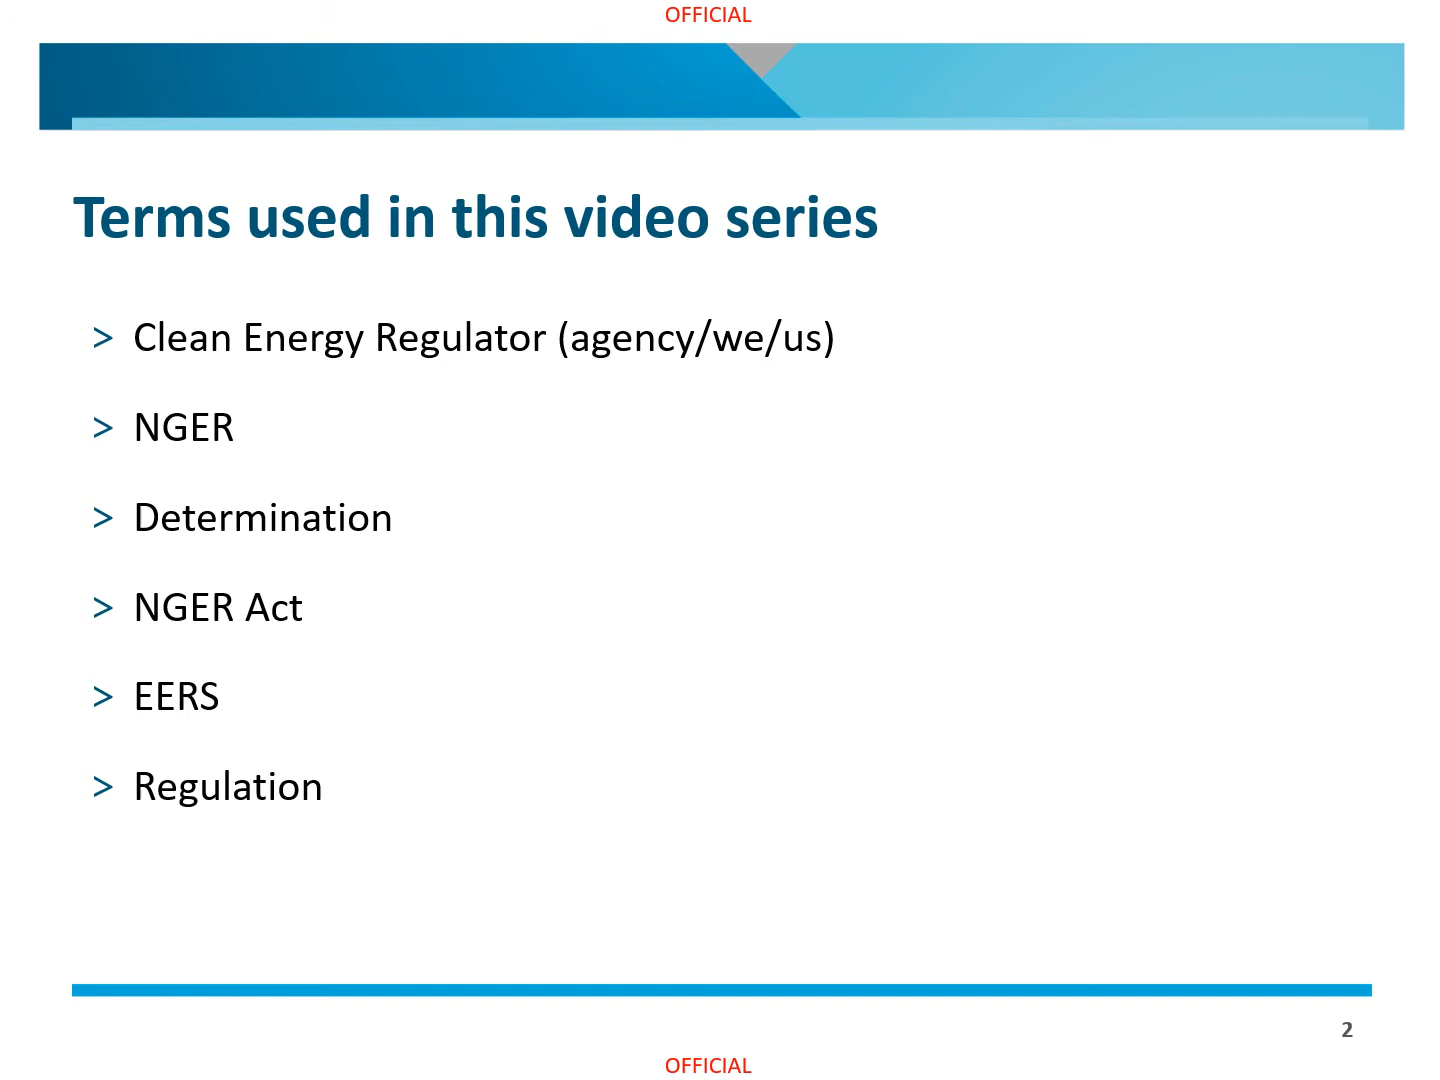 OFFICIAL
Terms used in this video series
> Clean Energy Regulator (agency/we/us)
> NGER
> Determination
> NGER Act
> EERS
> Regulation
2
OFFICIAL